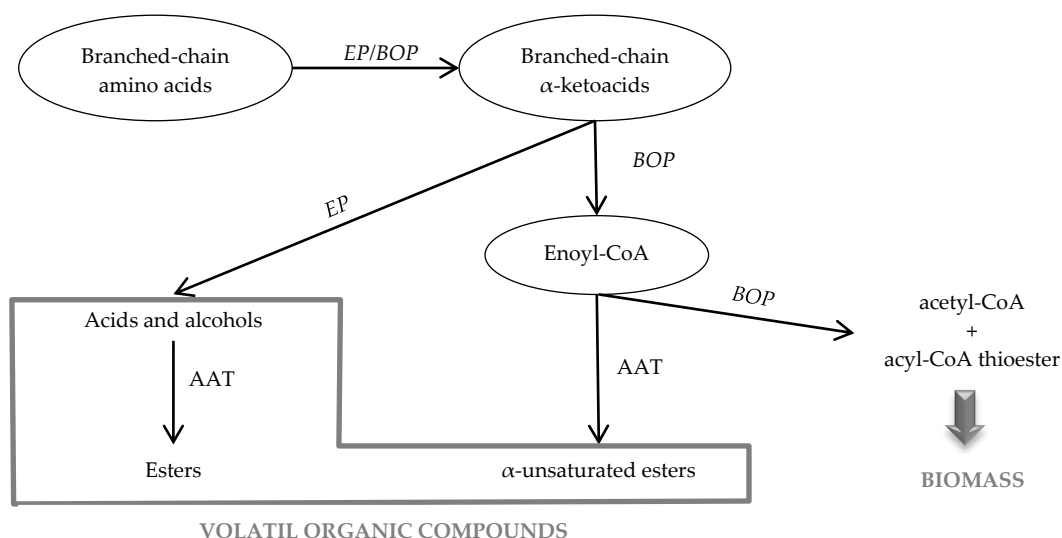 Branched-chain
amino acids
EP/BOP
Branched-chain
α-ketoacids
BOP
EP
Enoyl-CoA
BOP
Acids and alcohols
acetyl-CoA
+
acyl-CoA thioester
AAT
AAT
Esters
α-unsaturated esters
BIOMASS
VOLATIL ORGANIC COMPOUNDS